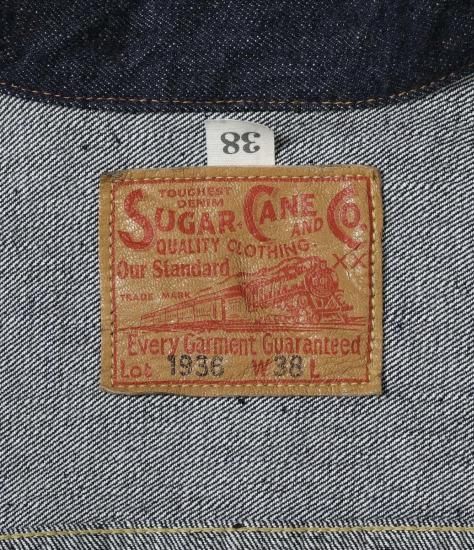 38
TOUGHEST
DENIM
SUGAR CANE
AND CO.
QUALITY CLOTHING.
Our Standard XX
TRADE MARK
Every Garment Guaranteed
Lot 1936 W 38 L